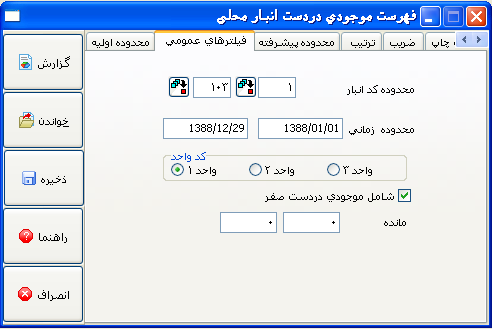 فهرست موجودي دردست انبار محلي
محدوده اوليه
فيلترهاي عمومي
محدوده پيشرفته
ترتيب
ضريب
چاپ
گزارش
خواندن
ذخيره
راهنما
انصراف
محدوده كد انبار ۱ ۱۰۳
محدوده زماني 1388/01/01 1388/12/29
كد واحد
واحد ۱ واحد ۲ واحد ۳
شامل موجودي دردست صفر
مانده ۰ ۰